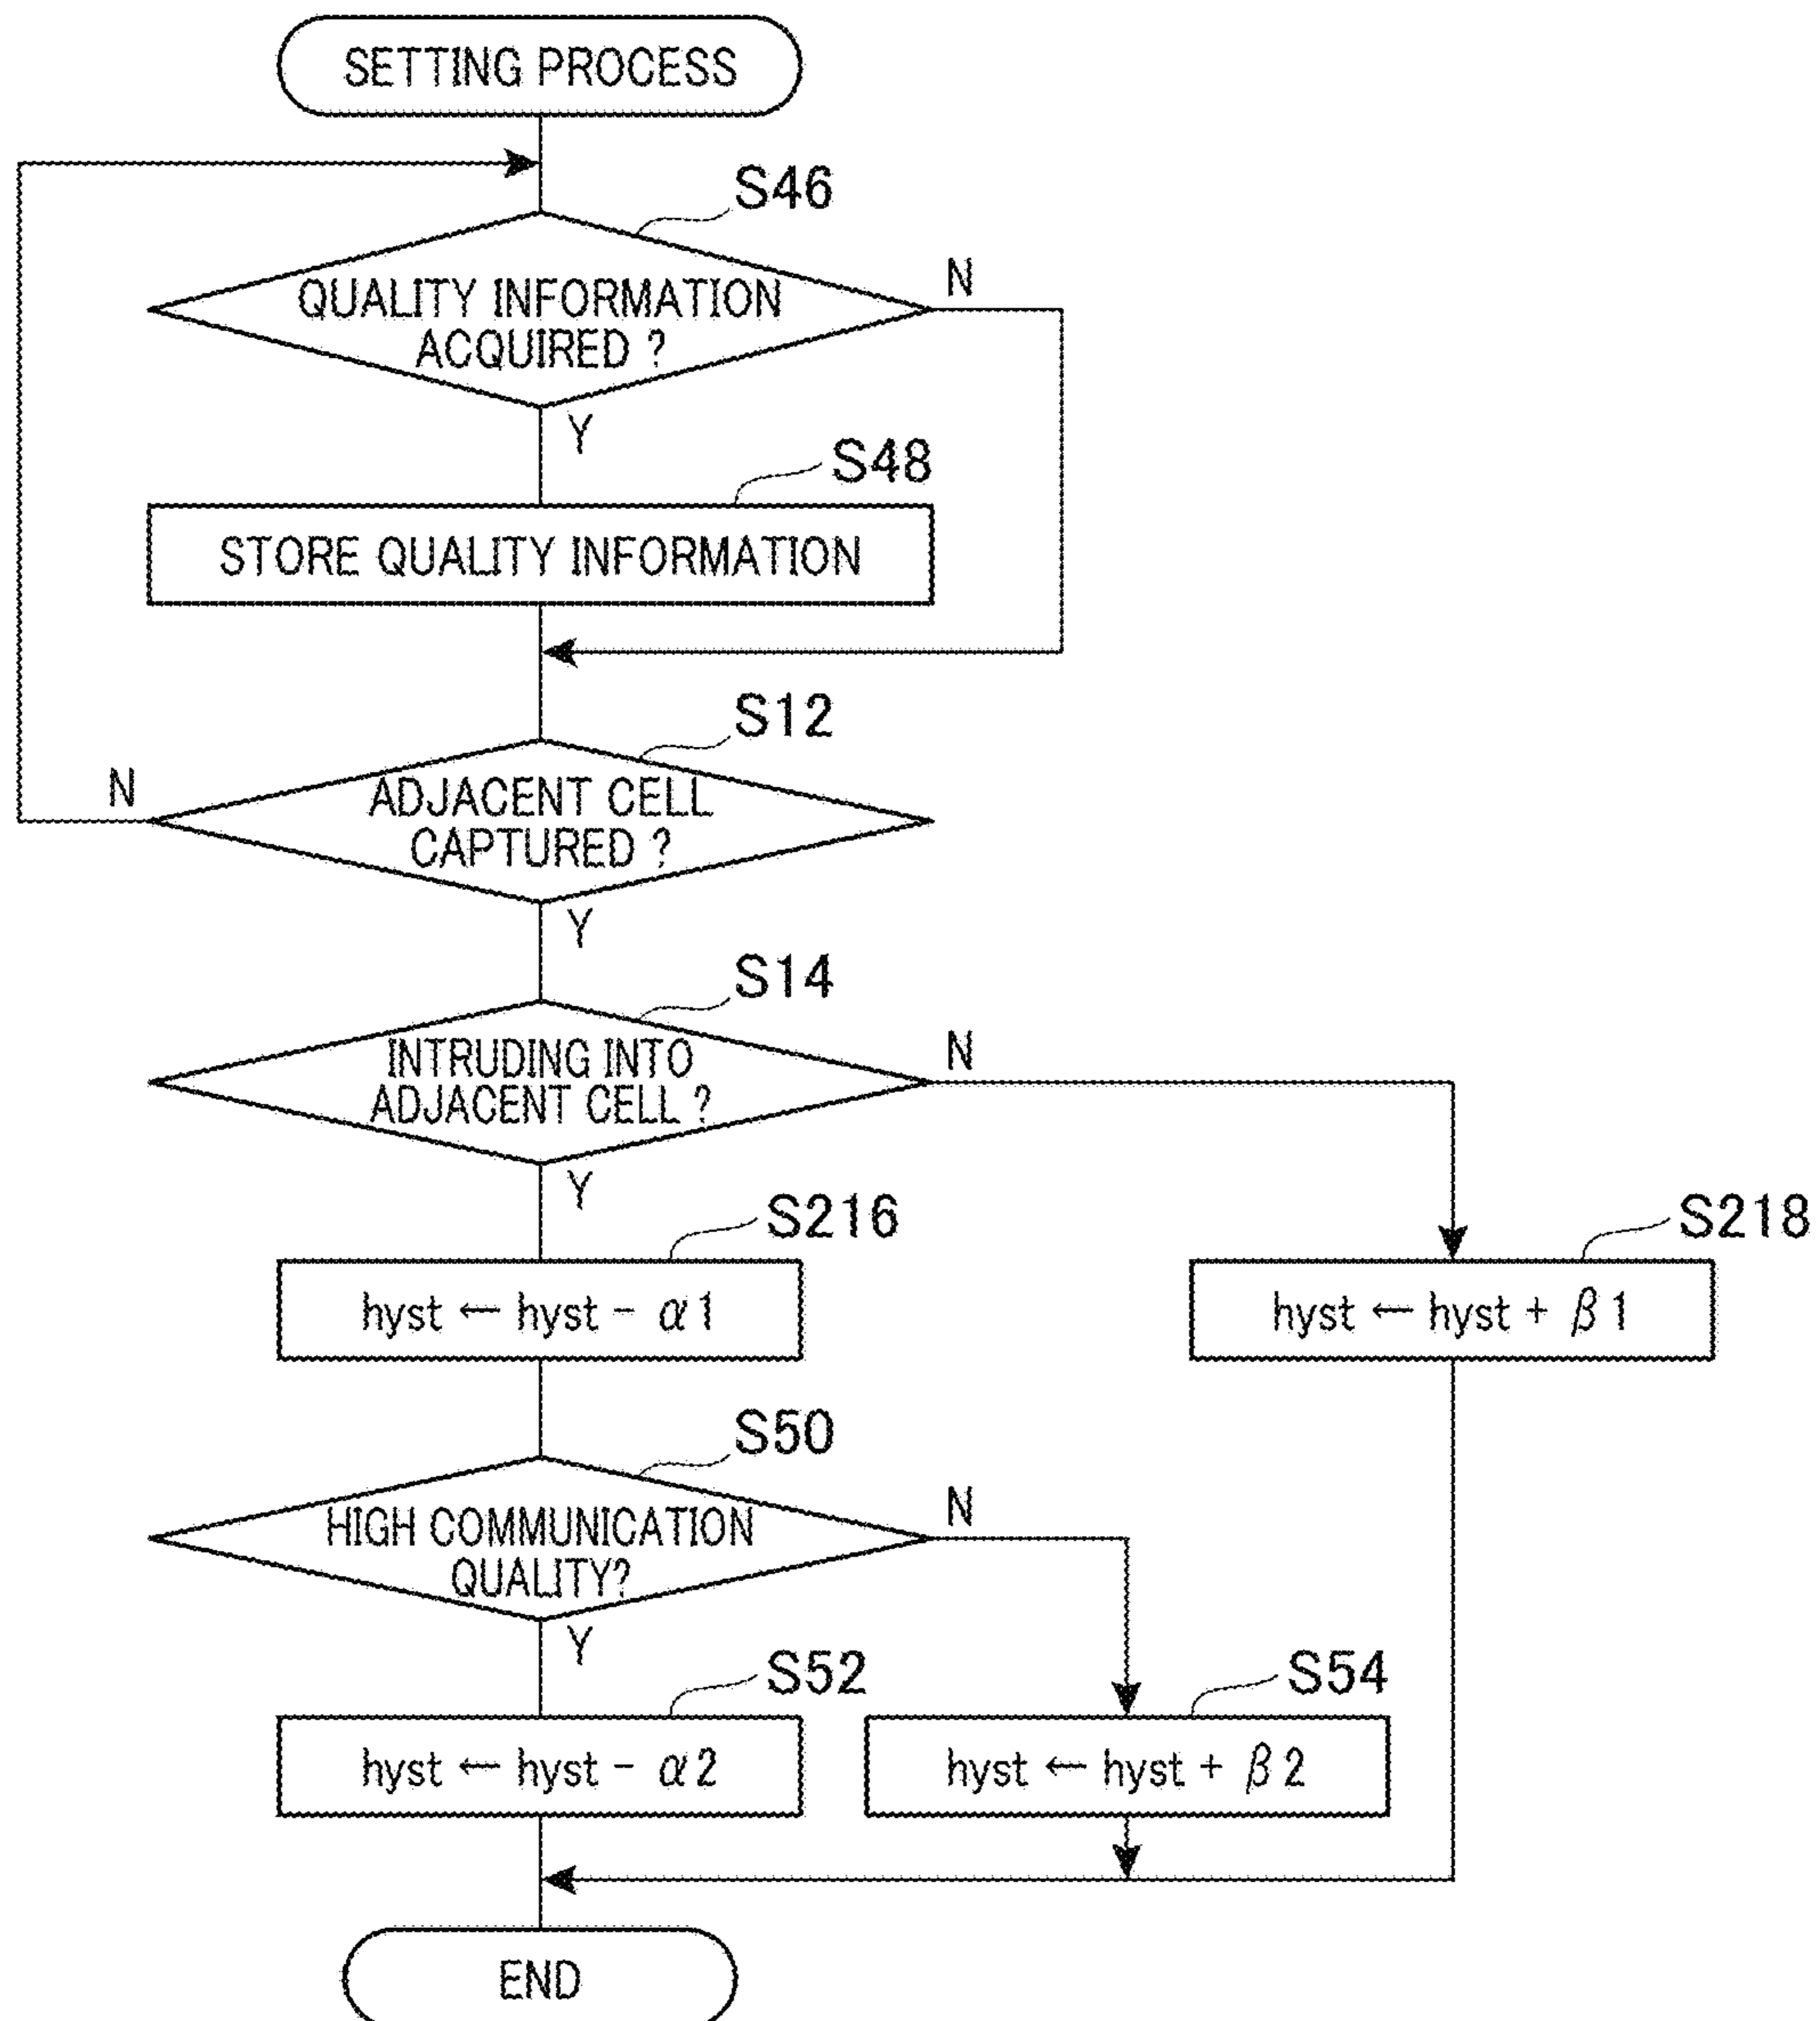 SETTING PROCESS
S46
QUALITY INFORMATION
ACQUIRED ?
N
Y
S48
STORE QUALITY INFORMATION
S12
ADJACENT CELL
CAPTURED ?
N
Y
S14
INTRUDING INTO
ADJACENT CELL ?
N
Y
S216
hyst ← hyst - α1
S218
hyst ← hyst + β1
S50
HIGH COMMUNICATION
QUALITY?
N
Y
S52
hyst ← hyst - α2
S54
hyst ← hyst + β2
END